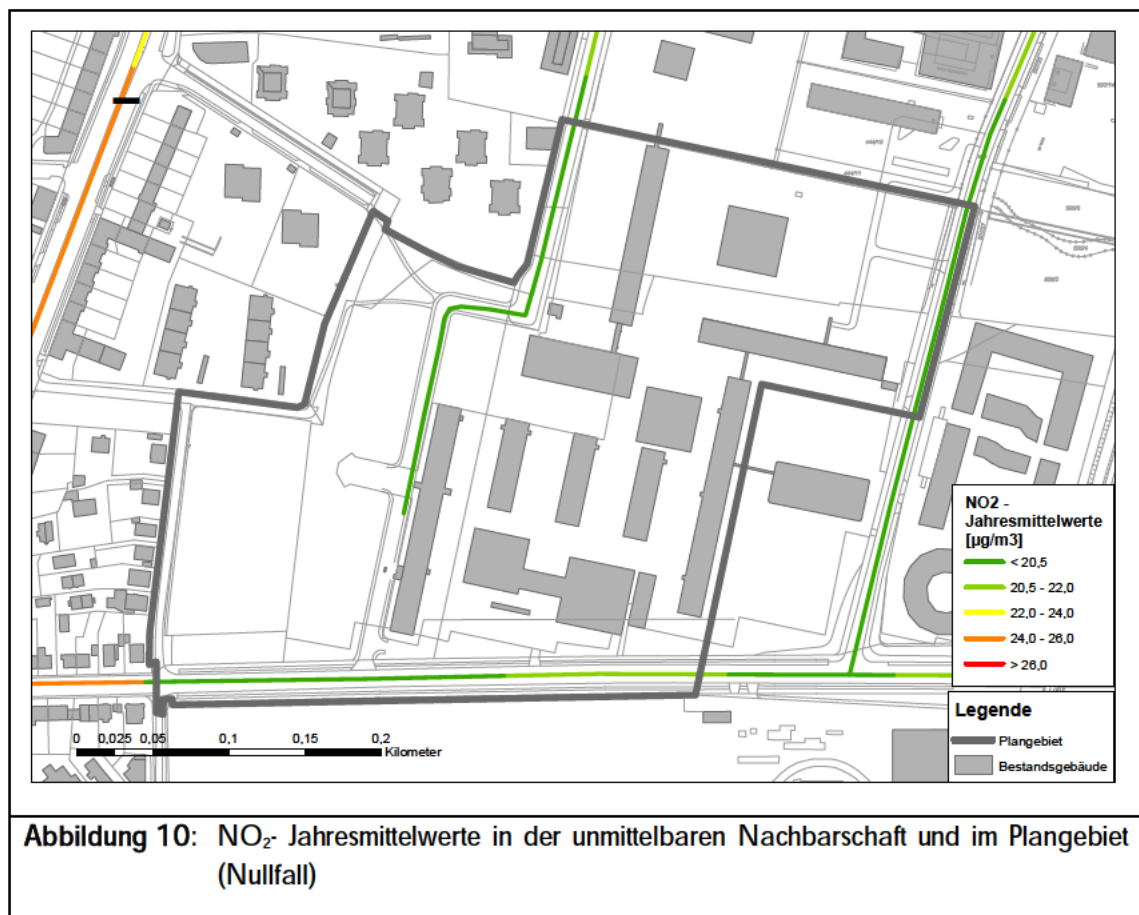 NO2 -
Jahresmittelwerte
[µg/m3]
< 20,5
20,5 - 22,0
22,0 - 24,0
24,0 - 26,0
> 26,0
Legende
Plangebiet
Bestandsgebäude
0 0,025 0,05 0,1 0,15 0,2
Kilometer
Abbildung 10: NO₂- Jahresmittelwerte in der unmittelbaren Nachbarschaft und im Plangebiet
(Nullfall)